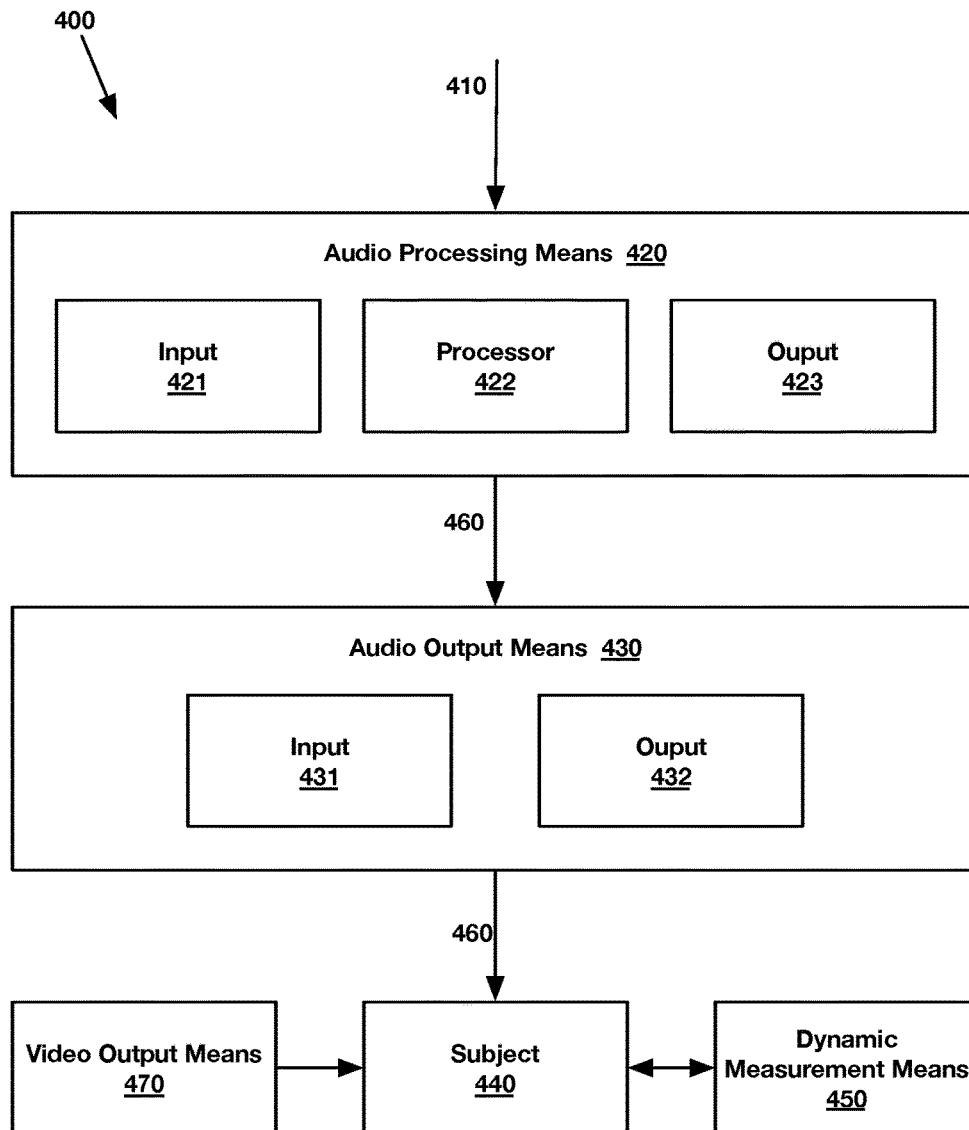 400
410
Audio Processing Means 420
Input
421
Processor
422
Ouput
423
460
Audio Output Means 430
Input
431
Ouput
432
460
Video Output Means
470
Subject
440
Dynamic
Measurement Means
450